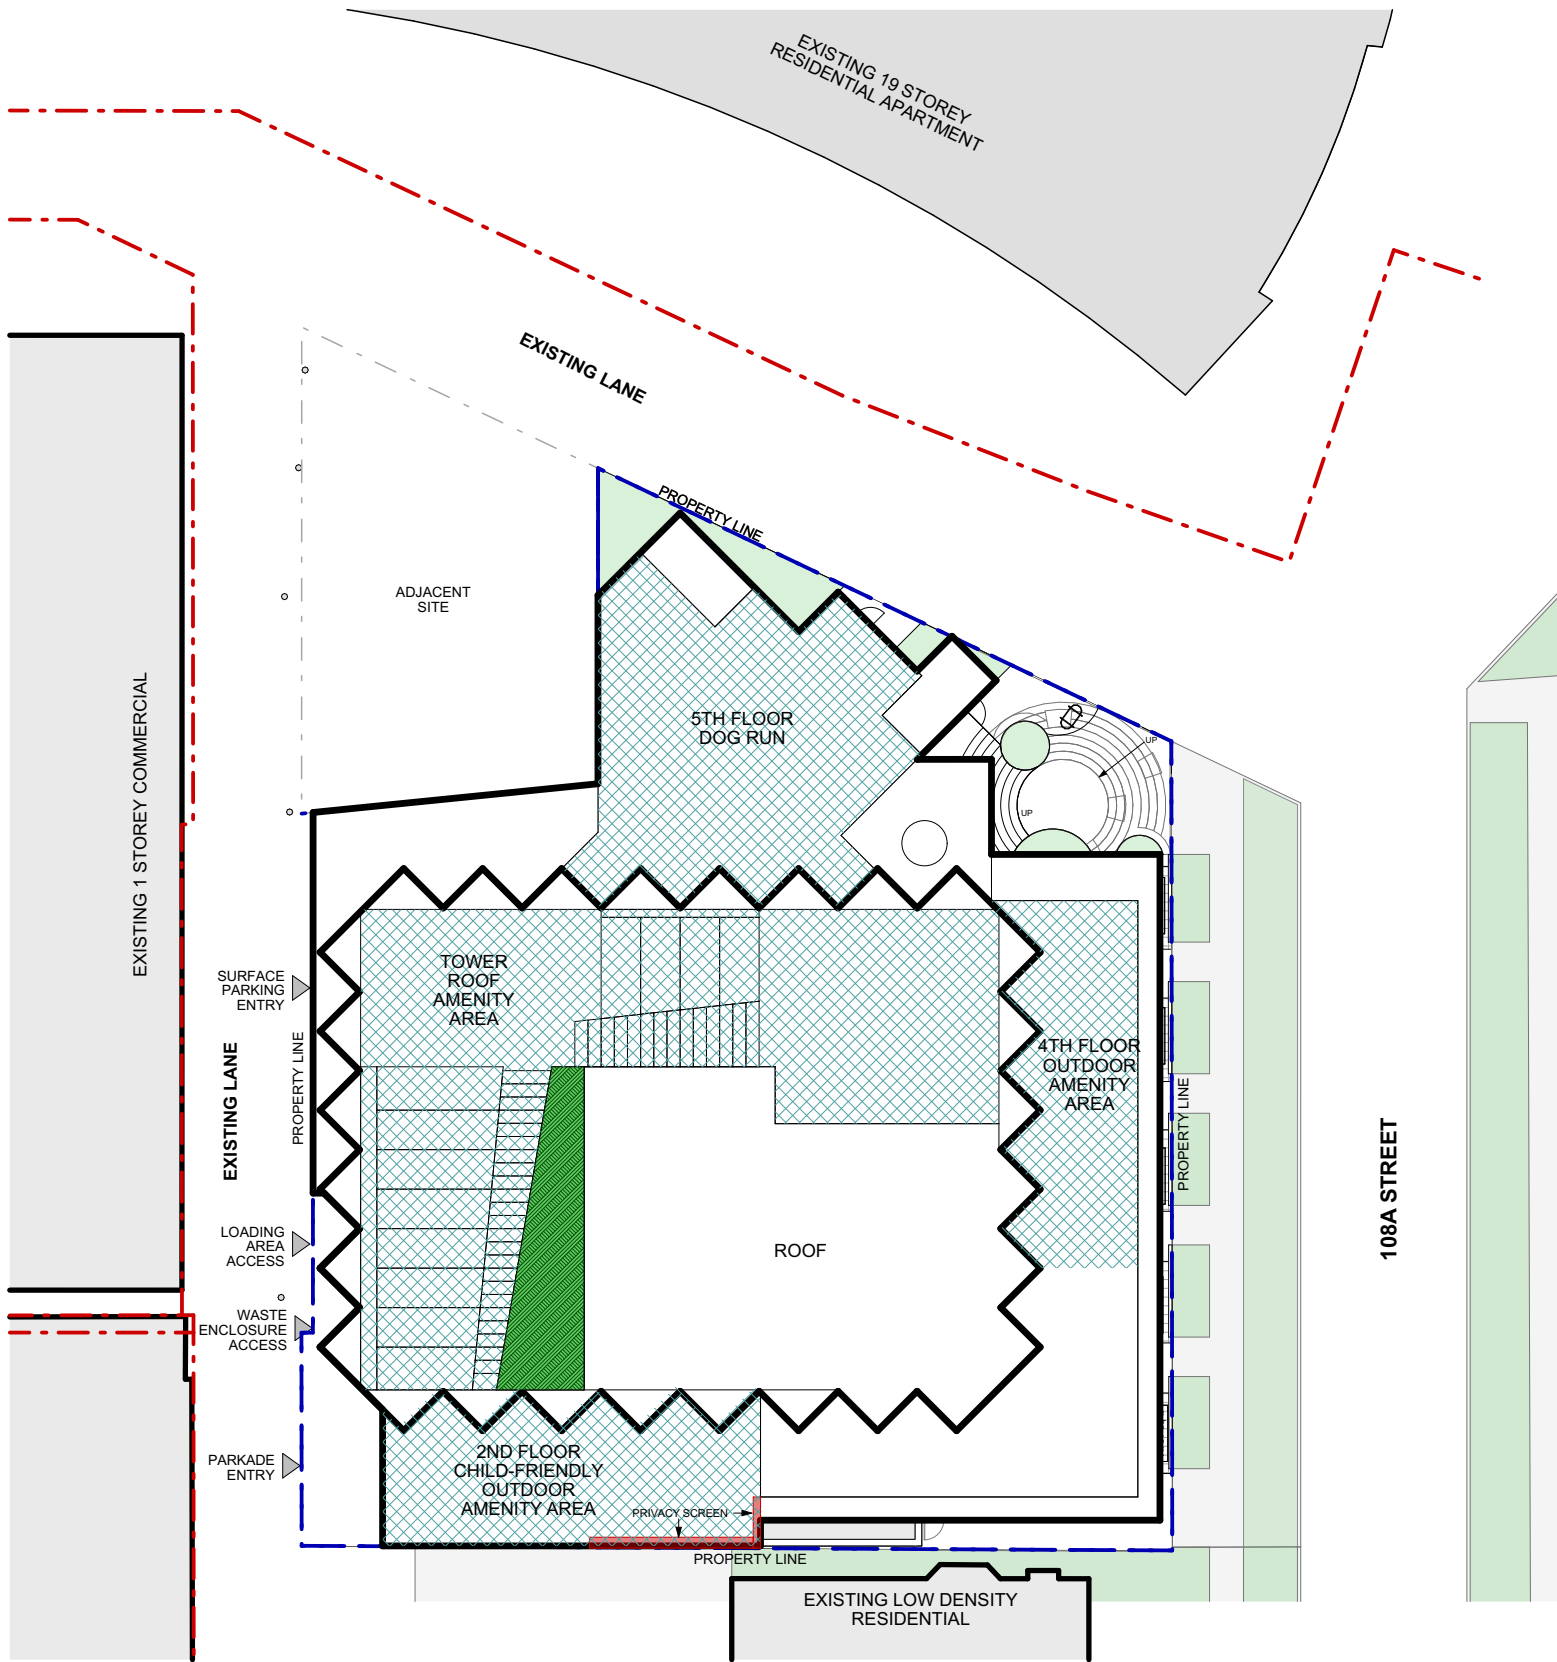 EXISTING 19 STOREY
RESIDENTIAL APARTMENT
EXISTING LANE
PROPERTY LINE
ADJACENT
SITE
EXISTING 1 STOREY COMMERCIAL
5TH FLOOR
DOG RUN
UP
UP
TOWER
ROOF
AMENITY
AREA
SURFACE
PARKING
ENTRY
PROPERTY LINE
EXISTING LANE
4TH FLOOR
OUTDOOR
AMENITY
AREA
PROPERTY LINE
108A STREET
LOADING
AREA
ACCESS
ROOF
WASTE
ENCLOSURE
ACCESS
PARKADE
ENTRY
2ND FLOOR
CHILD-FRIENDLY
OUTDOOR
AMENITY AREA
PRIVACY SCREEN
PROPERTY LINE
EXISTING LOW DENSITY
RESIDENTIAL